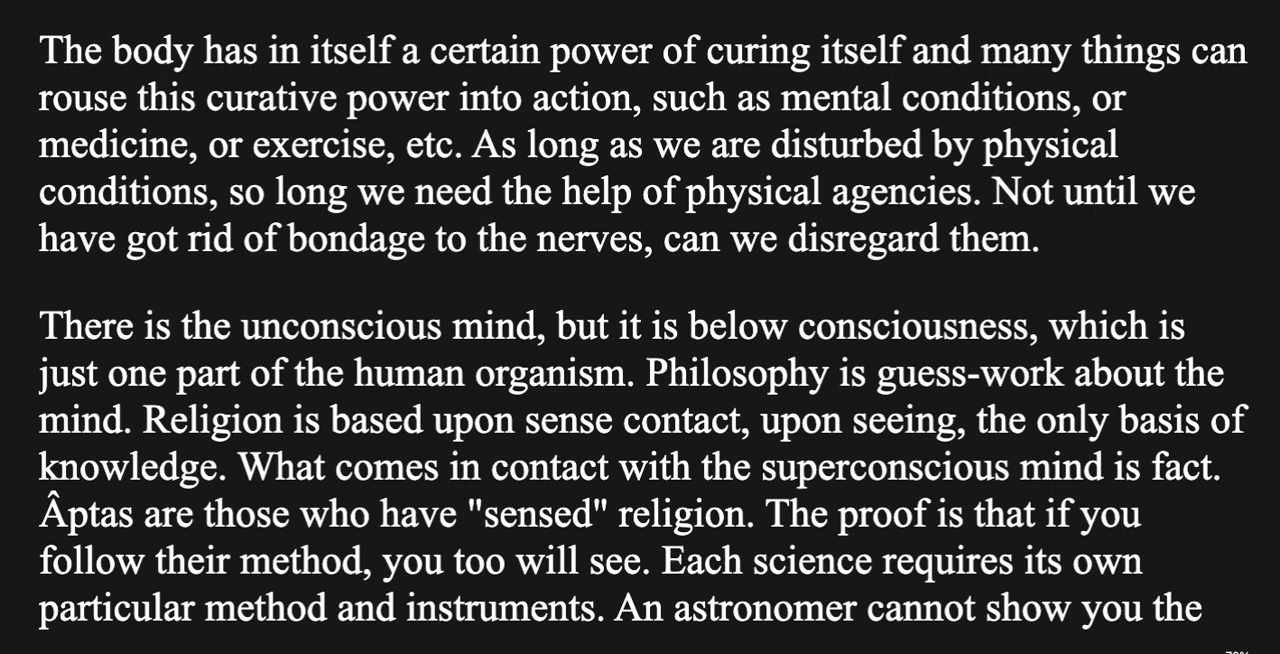 The body has in itself a certain power of curing itself and many things can
rouse this curative power into action, such as mental conditions, or
medicine, or exercise, etc. As long as we are disturbed by physical
conditions, so long we need the help of physical agencies. Not until we
have got rid of bondage to the nerves, can we disregard them.
There is the unconscious mind, but it is below consciousness, which is
just one part of the human organism. Philosophy is guess-work about the
mind. Religion is based upon sense contact, upon seeing, the only basis of
knowledge. What comes in contact with the superconscious mind is fact.
Âptas are those who have "sensed" religion. The proof is that if you
follow their method, you too will see. Each science requires its own
particular method and instruments. An astronomer cannot show you the